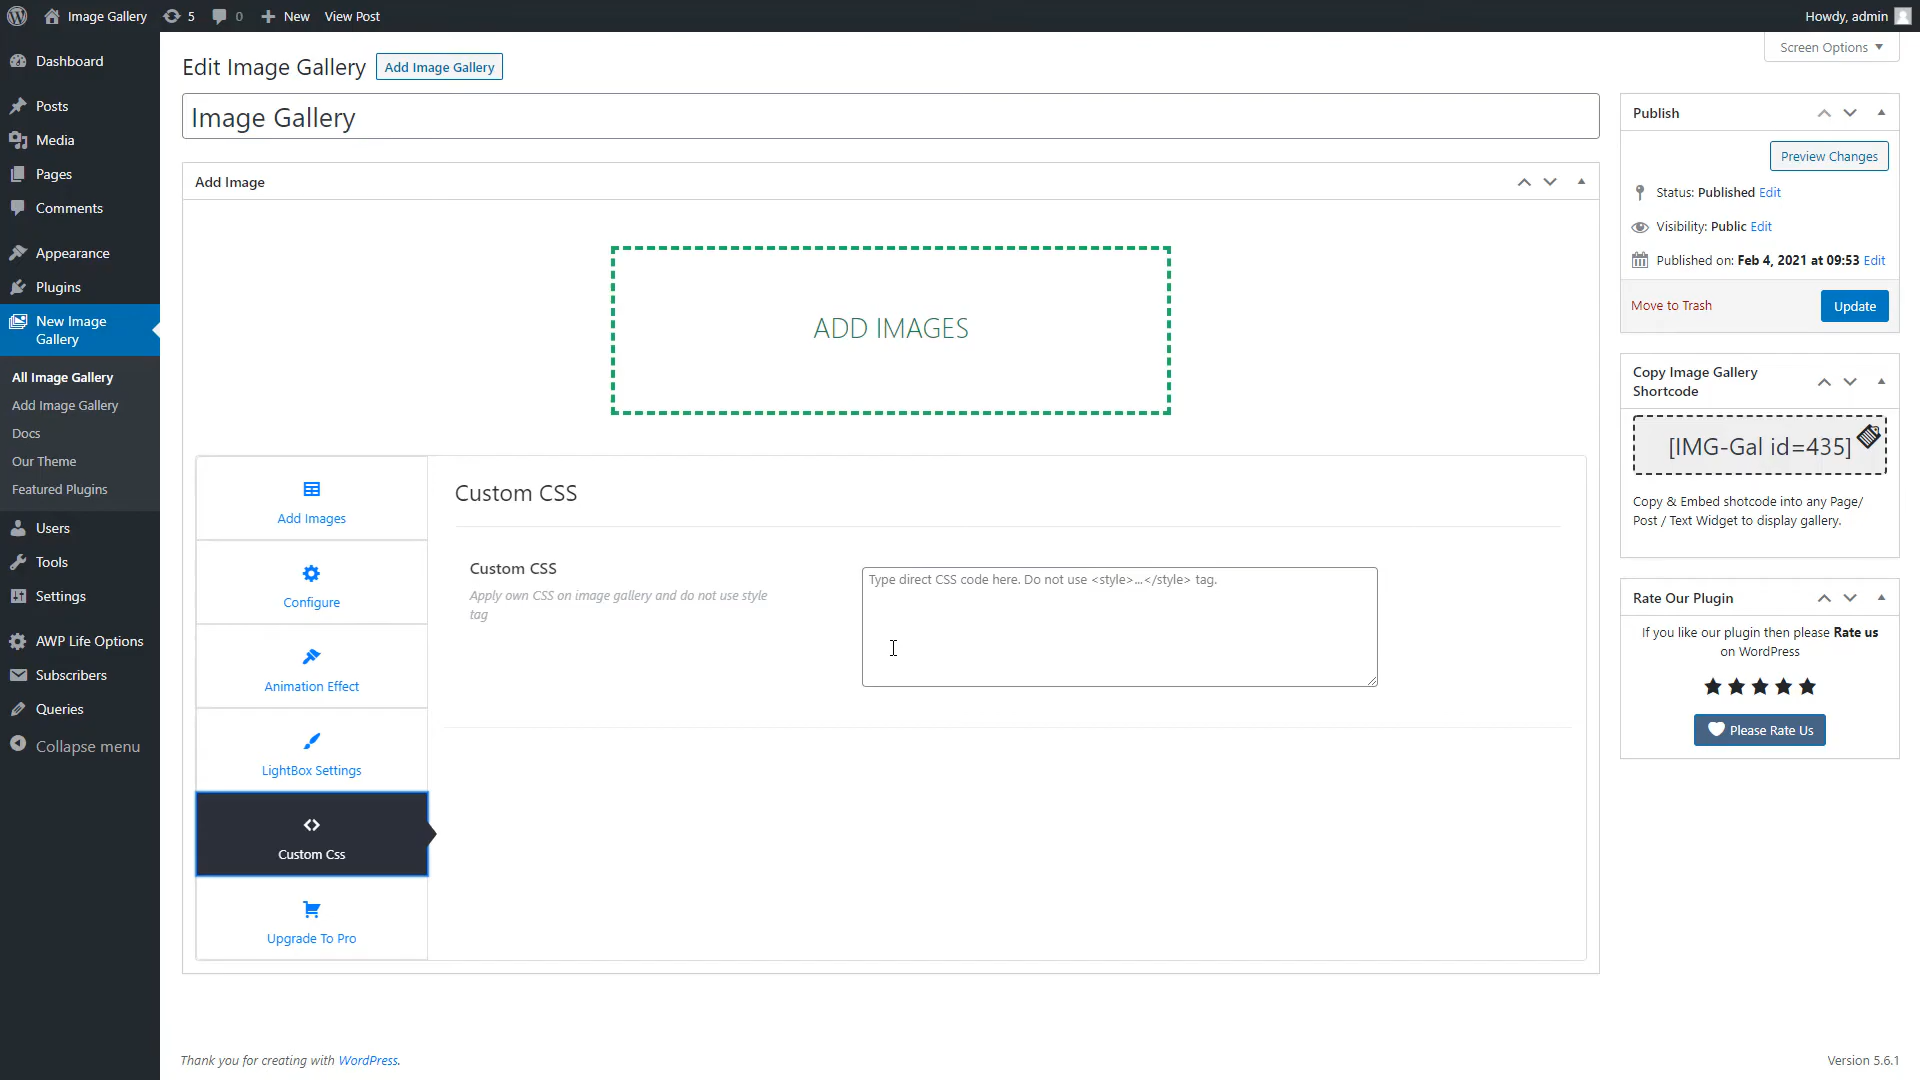 Image Gallery 5 0 New View Post Howdy, admin
Screen Options
Dashboard
Posts
Media
Pages
Comments
Appearance
Plugins
New Image
Gallery
All Image Gallery
Add Image Gallery
Docs
Our Theme
Featured Plugins
Users
Tools
Settings
AWP Life Options
Subscribers
Queries
Collapse menu
Edit Image Gallery Add Image Gallery
Image Gallery
Add Image
ADD IMAGES
Add Images
Configure
Animation Effect
LightBox Settings
Custom Css
Upgrade To Pro
Custom CSS
Custom CSS
Apply own CSS on image gallery and do not use style
tag
Type direct CSS code here. Do not use <style>...</style> tag.
Publish
Preview Changes
Status: Published Edit
Visibility: Public Edit
Published on: Feb 4, 2021 at 09:53 Edit
Move to Trash Update
Copy Image Gallery
Shortcode
[IMG-Gal id=435]
Copy & Embed shotcode into any Page/
Post / Text Widget to display gallery.
Rate Our Plugin
If you like our plugin then please Rate us
on WordPress
Please Rate Us
Thank you for creating with WordPress.
Version 5.6.1